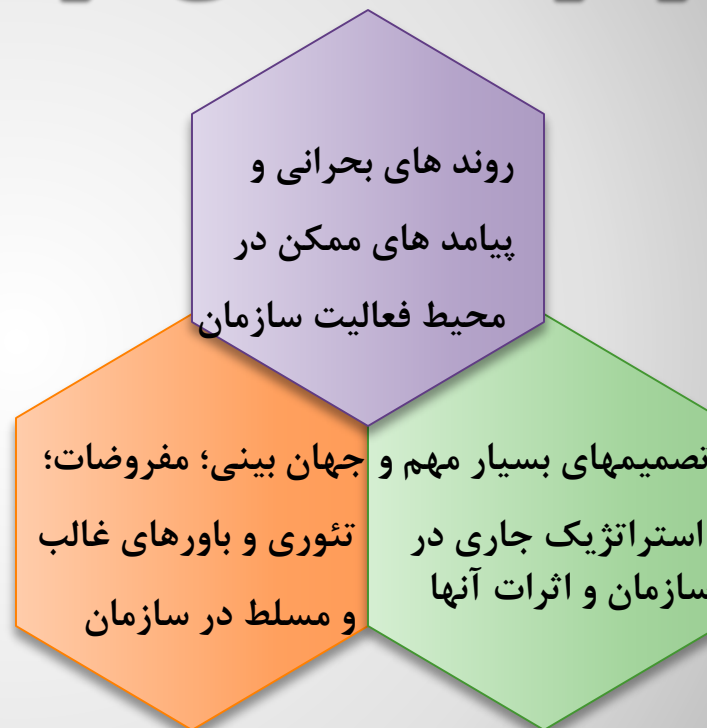 روند های بحرانی و
پیامد های ممکن در
محیط فعالیت سازمان
تصمیمهای بسیار مهم و
استراتژیک جاری در
سازمان و اثرات آنها
جهان بینی؛ مفروضات؛
تئوری و باورهای غالب
و مسلط در سازمان